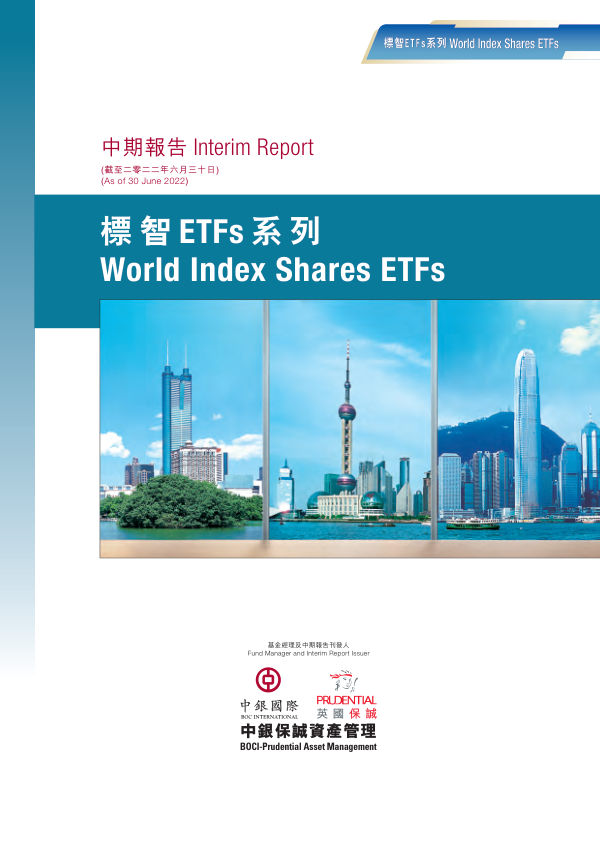 標智ETFs系列 World Index Shares ETFs
中期報告 Interim Report
(截至二零二二年六月三十日)
(As of 30 June 2022)
標智ETFs系列
World Index Shares ETFs
基金經理及中期報告刊發人
Fund Manager and Interim Report Issuer
中銀國際
BOC INTERNATIONAL
PRUDENTIAL
英國保誠
中銀保誠資產管理
BOCI-Prudential Asset Management